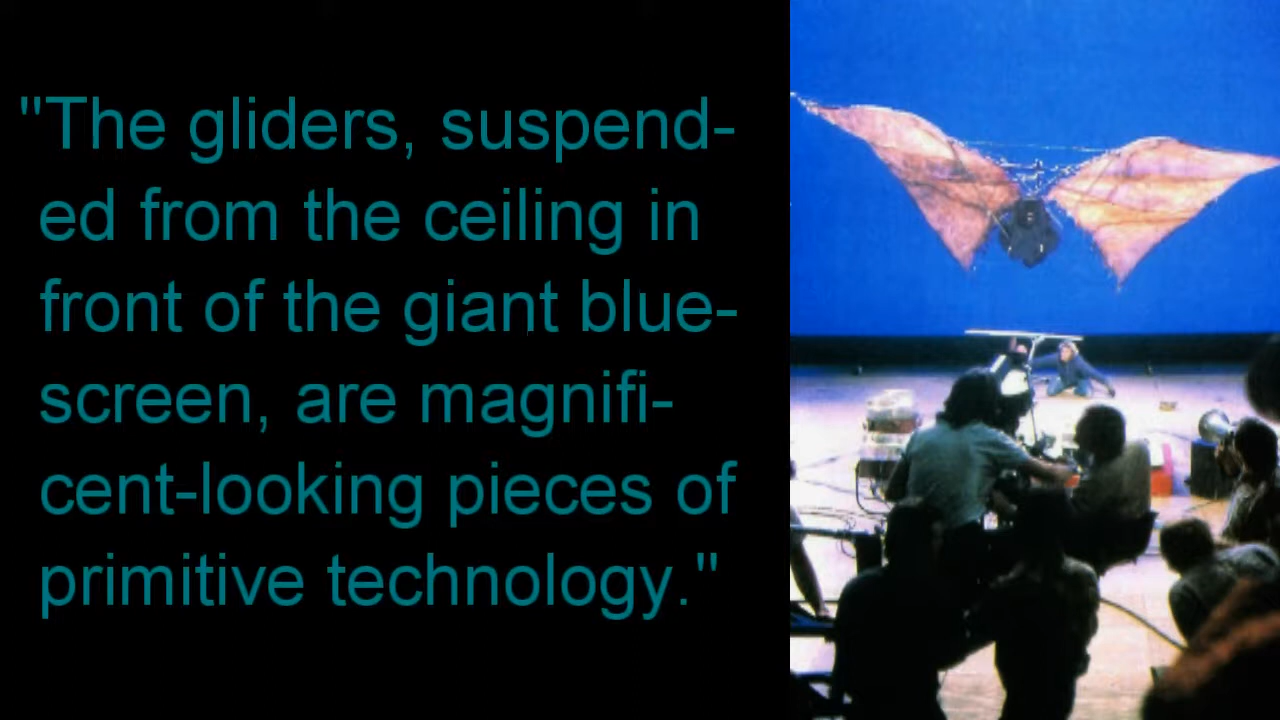 "The gliders, suspend-
ed from the ceiling in
front of the giant blue-
screen, are magnifi-
cent-looking pieces of
primitive technology."